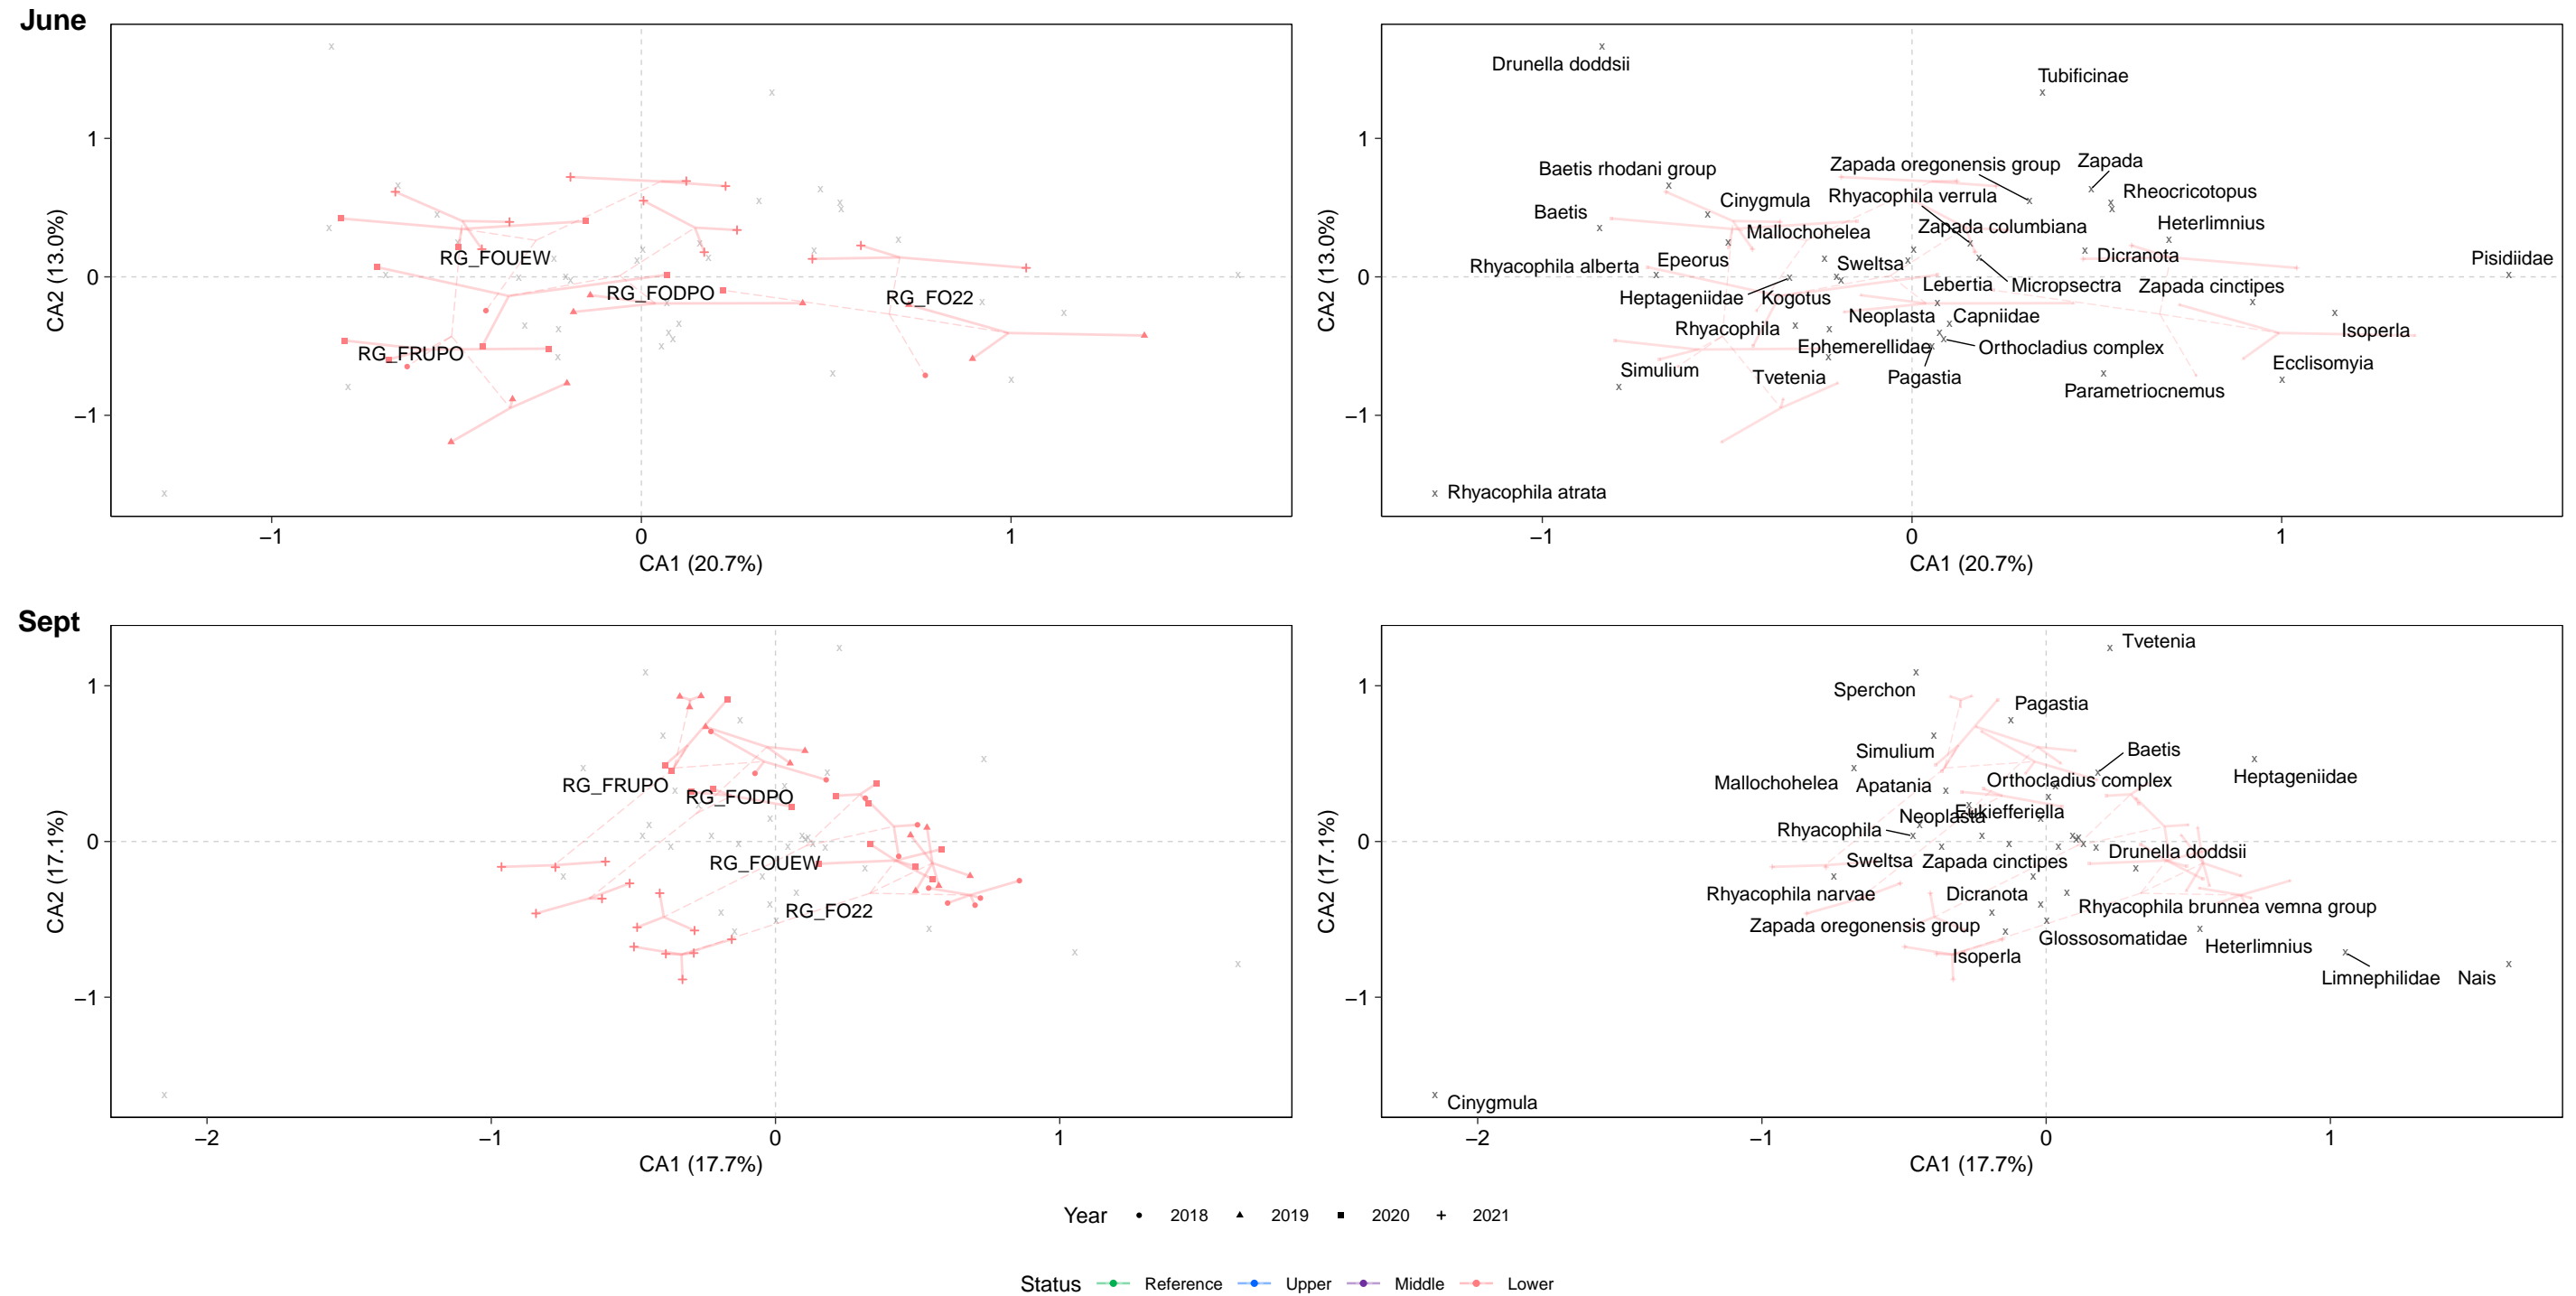 June
1
0
−1
CA2 (13.0%)
RG_FOUEW
RG_FODPO
RG_FO22
RG_FRUPO
−1
0
1
CA1 (20.7%)
1
0
−1
CA2 (13.0%)
Drunella doddsii
Tubificinae
Baetis rhodani group
Zapada oregonensis group
Zapada
Cinygmula
Rhyacophila verrula
Rheocricotopus
Baetis
Mallochohelea
Zapada columbiana
Heterlimnius
Rhyacophila alberta
Epeorus
Sweltsa
Dicranota
Pisidiidae
Heptageniidae
Kogotus
Lebertia
Micropsectra
Zapada cinctipes
Rhyacophila
Neoplasta
Capniidae
Isoperla
Ephemerellidae
Orthocladius complex
Simulium
Tvetenia
Pagastia
Ecclisomyia
Parametriocnemus
Rhyacophila atrata
−1
0
1
CA1 (20.7%)
Sept
1
0
−1
CA2 (17.1%)
RG_FRUPO
RG_FODPO
RG_FOUEW
RG_FO22
−2
−1
0
1
CA1 (17.7%)
1
0
−1
CA2 (17.1%)
Tvetenia
Sperchon
Pagastia
Simulium
Baetis
Mallochohelea
Apatania
Orthocladius complex
Heptageniidae
Neoplasta
Eukiefferiella
Rhyacophila
Sweltsa
Zapada cinctipes
Drunella doddsii
Rhyacophila narvae
Dicranota
Rhyacophila brunnea vemna group
Zapada oregonensis group
Isoperla
Glossosomatidae
Heterlimnius
Limnephilidae
Nais
Cinygmula
−2
−1
0
1
CA1 (17.7%)
Year 2018 2019 2020 2021
Status Reference Upper Middle Lower